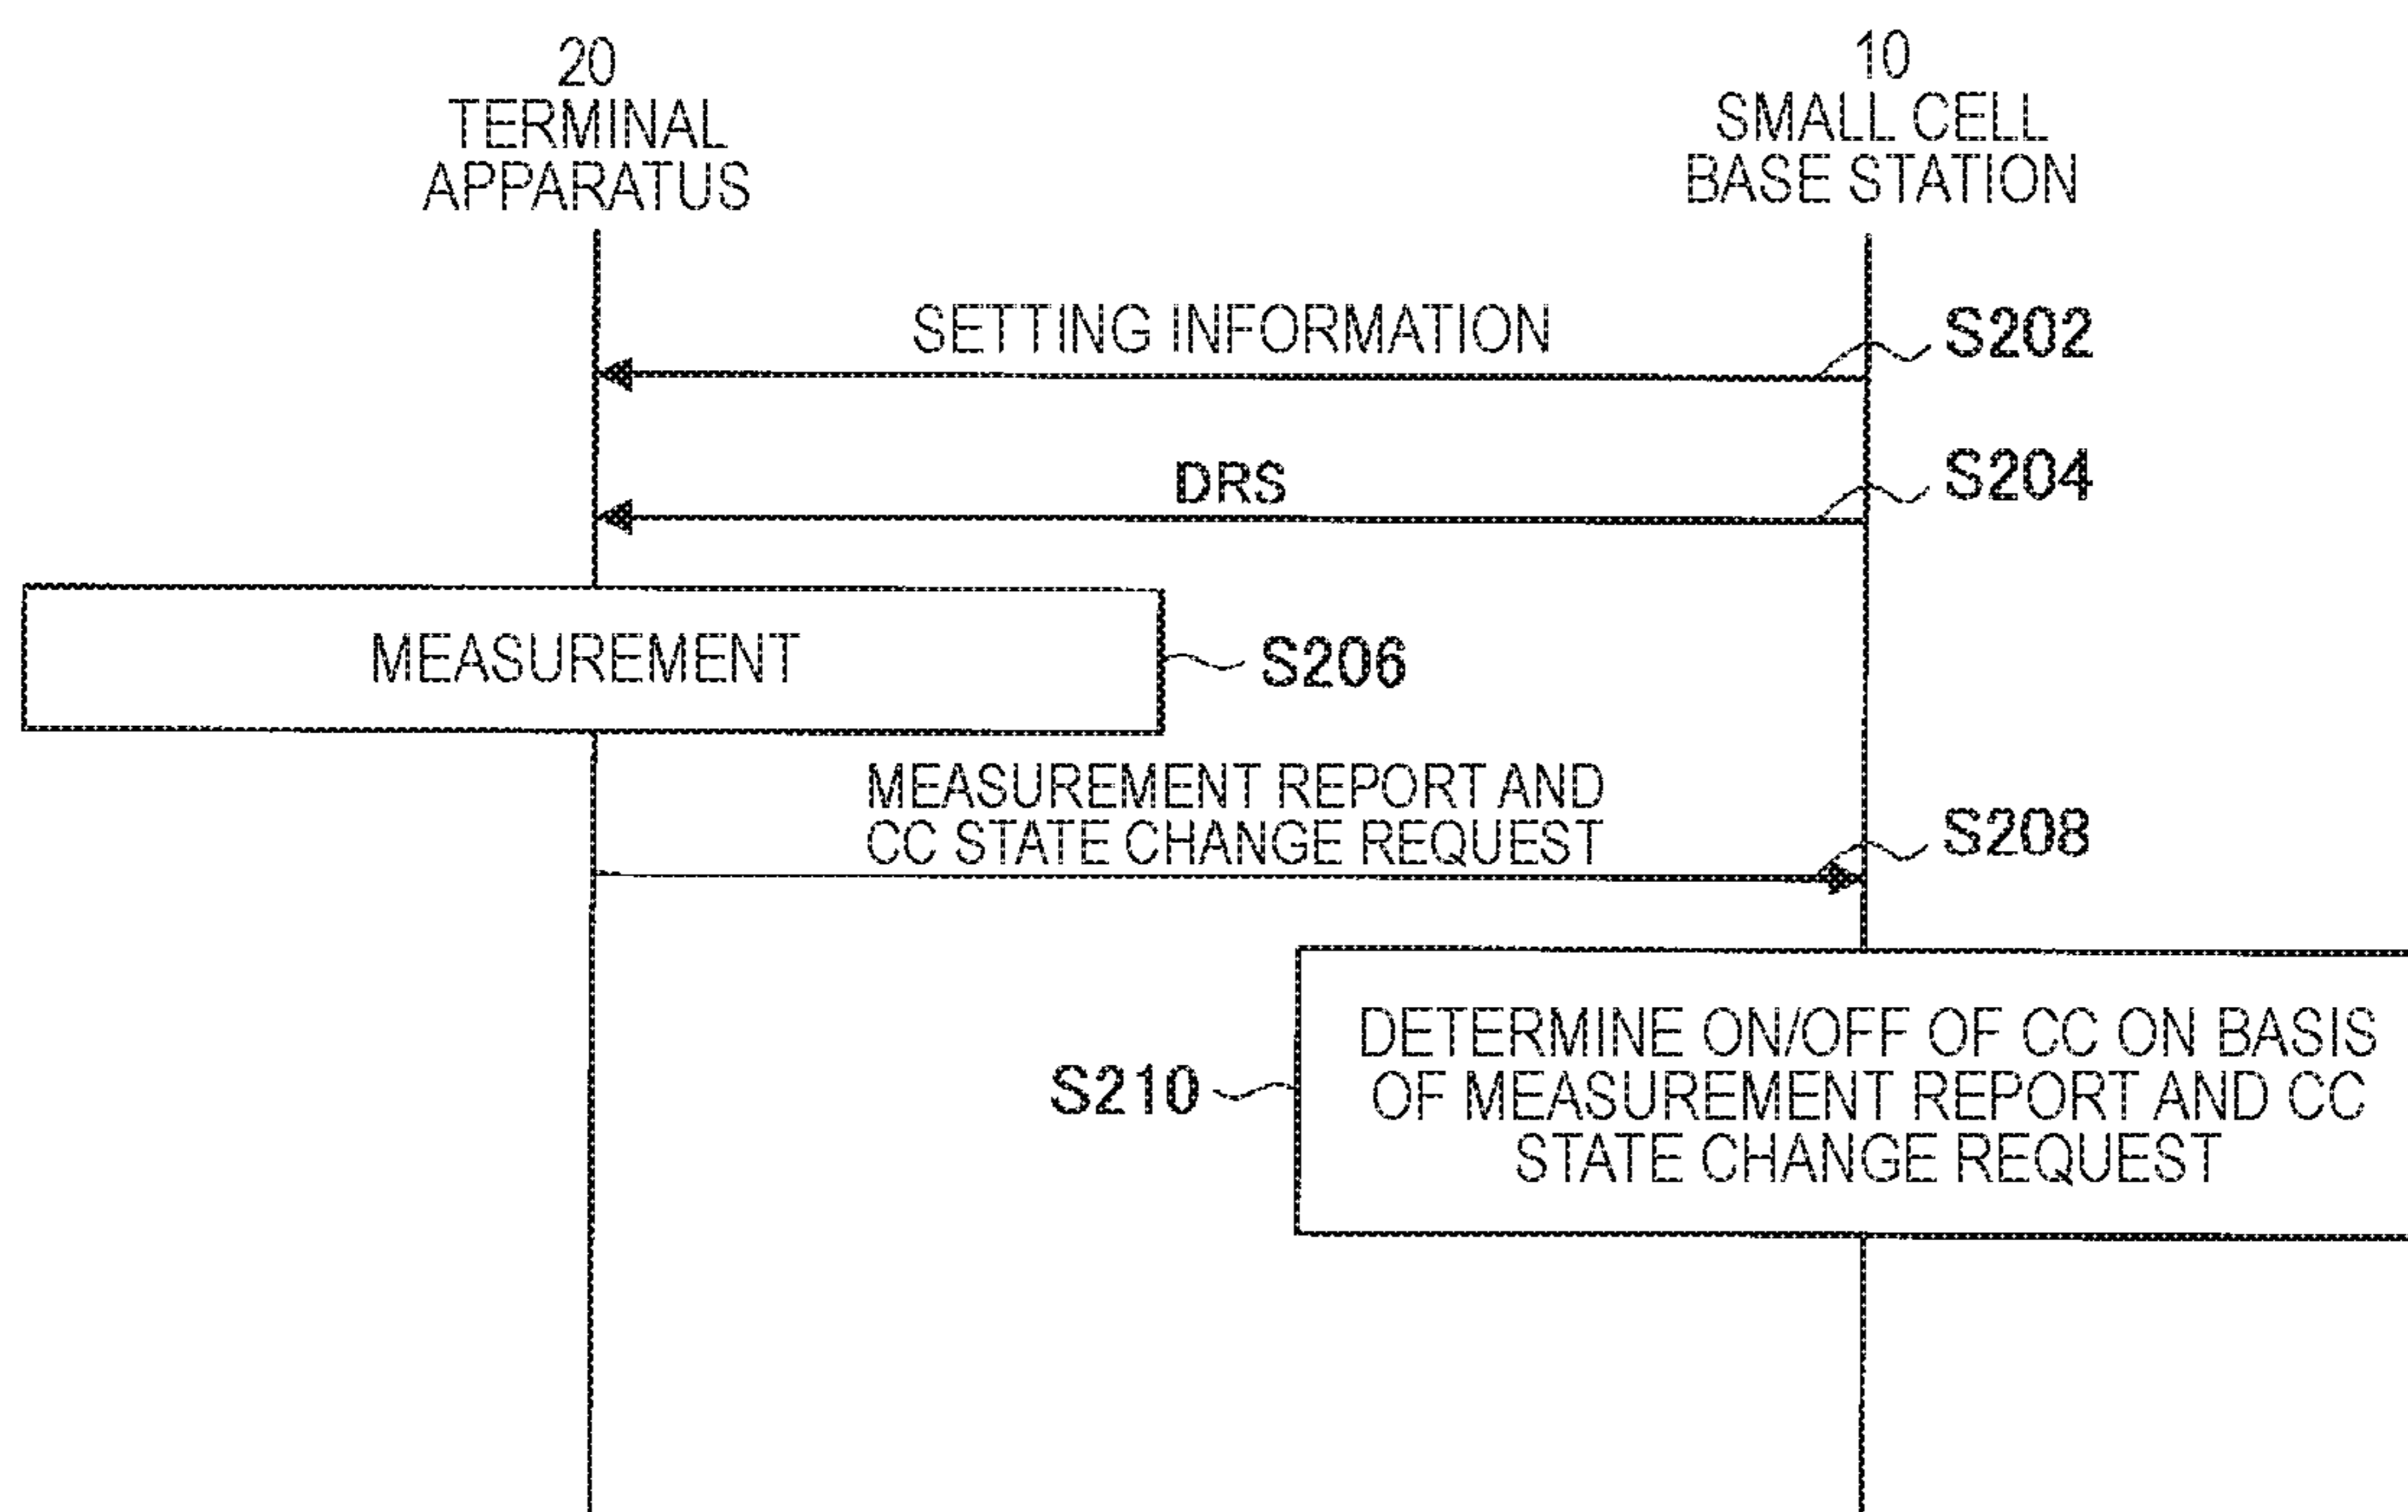 20
TERMINAL
APPARATUS
10
SMALL CELL
BASE STATION
SETTING INFORMATION
S202
DRS
S204
MEASUREMENT
S206
MEASUREMENT REPORT AND
CC STATE CHANGE REQUEST
S208
DETERMINE ON/OFF OF CC ON BASIS
OF MEASUREMENT REPORT AND CC
STATE CHANGE REQUEST
S210